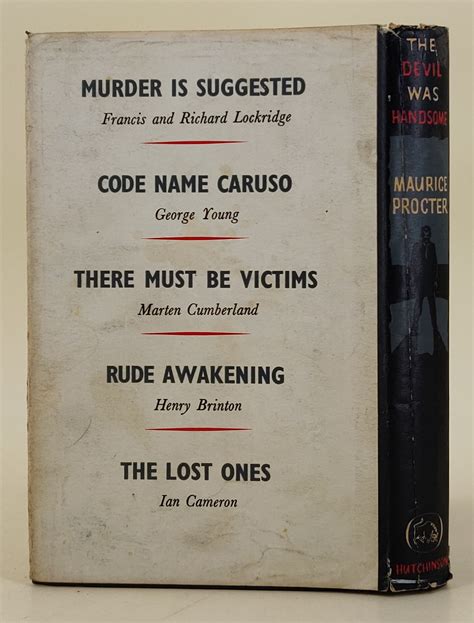 MURDER IS SUGGESTED
Francis and Richard Lockridge
CODE NAME CARUSO
George Young
THERE MUST BE VICTIMS
Marten Cumberland
RUDE AWAKENING
Henry Brinton
THE LOST ONES
Ian Cameron
THE
DEVIL
WAS
HANDSOME
MAURICE
PROCTER
HUTCHINSON